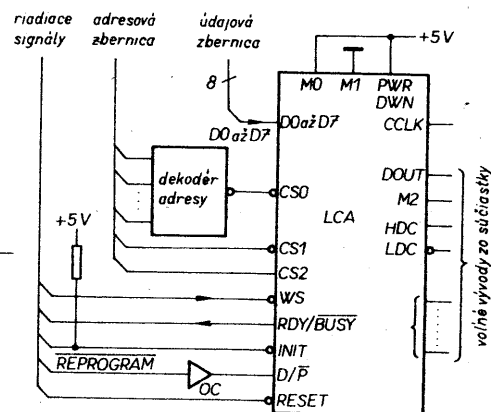 riadiace
signály
adresová
zbernica
údajová
zbernica
8
+5V
M0
M1
PWR
DWN
D0 až D7
D0 až D7
CCLK
dekodér
adresy
CS0
LCA
DOUT
M2
HDC
LDC
voľné vývody zo súčiastky
+5V
CS1
CS2
WS
RDY/BUSY
INIT
REPROGRAM
OC
D/P
RESET